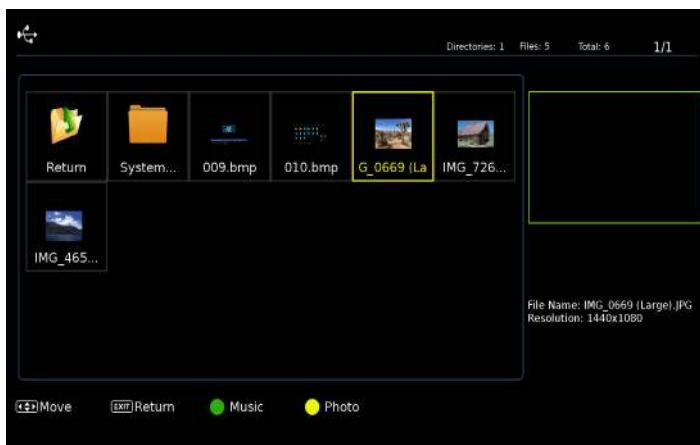 Directories: 1 Files: 5 Total: 6 1/1
Return System... 009.bmp 010.bmp G_0669 (La IMG_726...
IMG_465...
File Name: IMG_0669 (Large).JPG
Resolution: 1440x1080
Move EXIT Return Music Photo